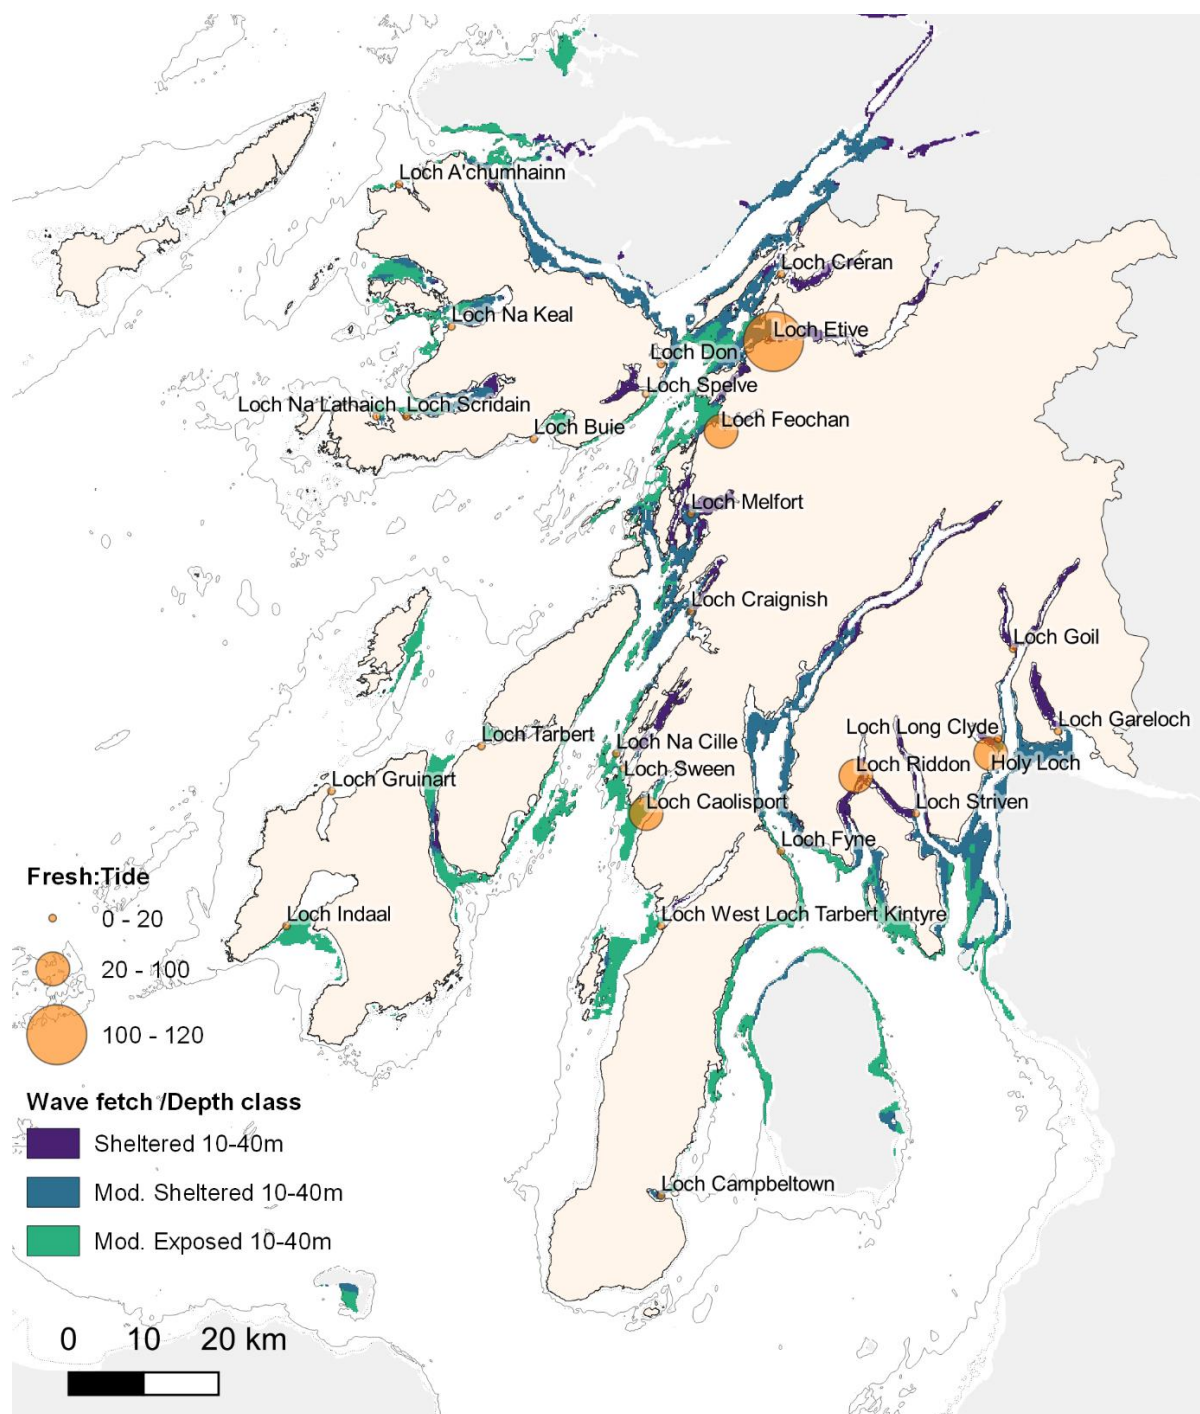 Loch A'chumhainn
Loch Creran
Loch Na Keal
Loch Etive
Loch Don
Loch Spelve
Loch Na Lathaich
Loch Scridain
Loch Buie
Loch Feochan
Loch Melfort
Loch Craignish
Loch Goil
Loch Gareloch
Loch Long Clyde
Loch Tarbert
Loch Na Cille
Loch Riddon
Holy Loch
Loch Sween
Loch Gruinart
Loch Caolisport
Loch Striven
Loch Fyne
Fresh:Tide
0 - 20
Loch Indaal
Loch West Loch Tarbert Kintyre
20 - 100
100 - 120
Wave fetch /Depth class
Sheltered 10-40m
Mod. Sheltered 10-40m
Loch Campbeltown
Mod. Exposed 10-40m
0 10 20 km